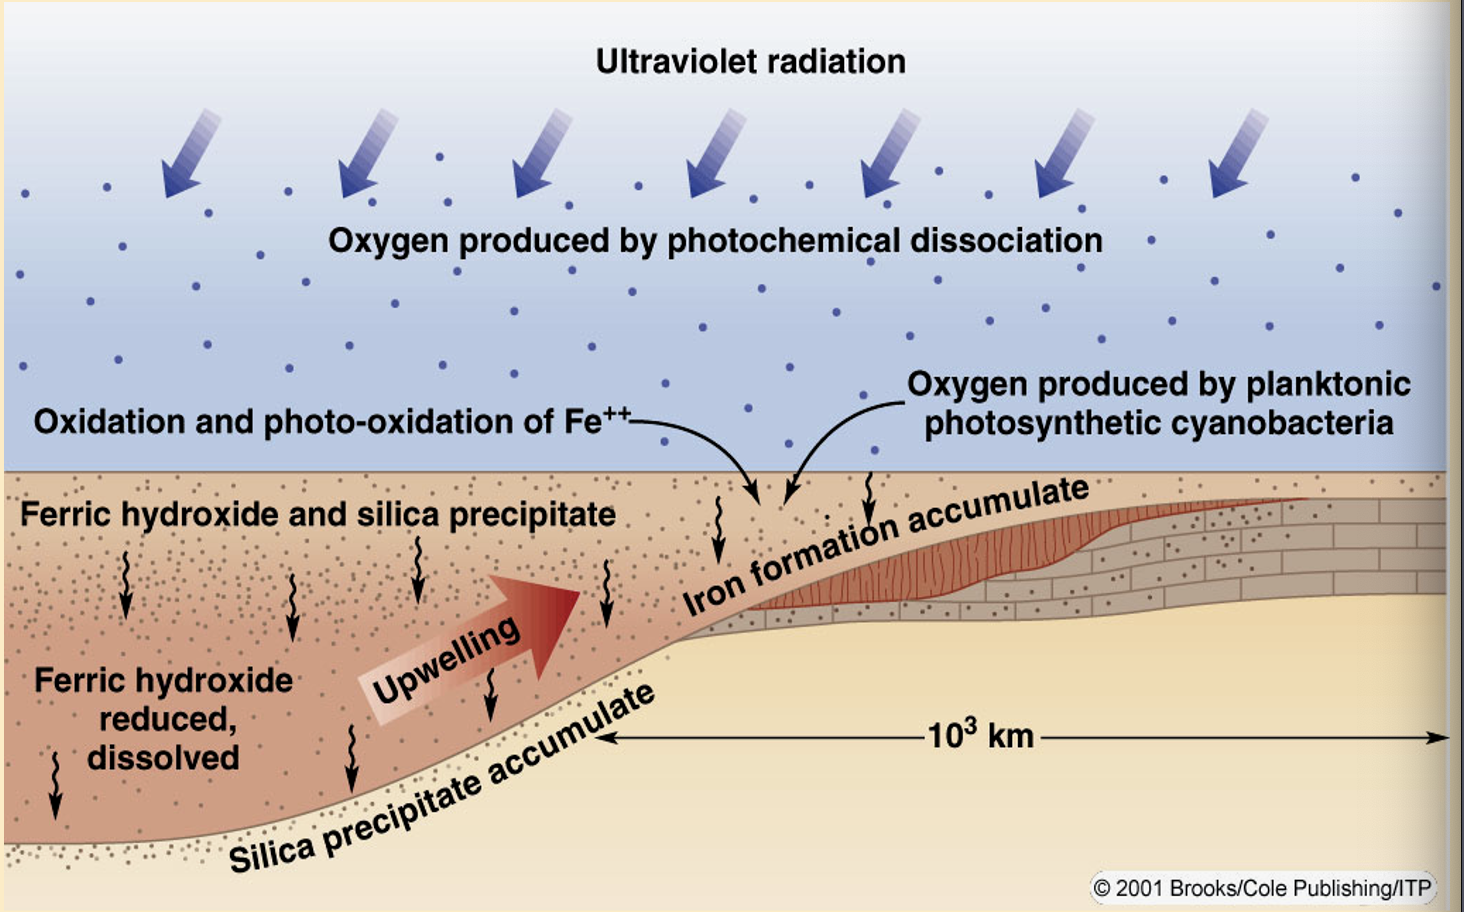 Ultraviolet radiation
Oxygen produced by photochemical dissociation
Oxygen produced by planktonic
photosynthetic cyanobacteria
Oxidation and photo-oxidation of Fe++
Ferric hydroxide and silica precipitate
Iron formation accumulate
Upwelling
Ferric hydroxide
reduced,
dissolved
Silica precipitate accumulate
10³ km
© 2001 Brooks/Cole Publishing/ITP